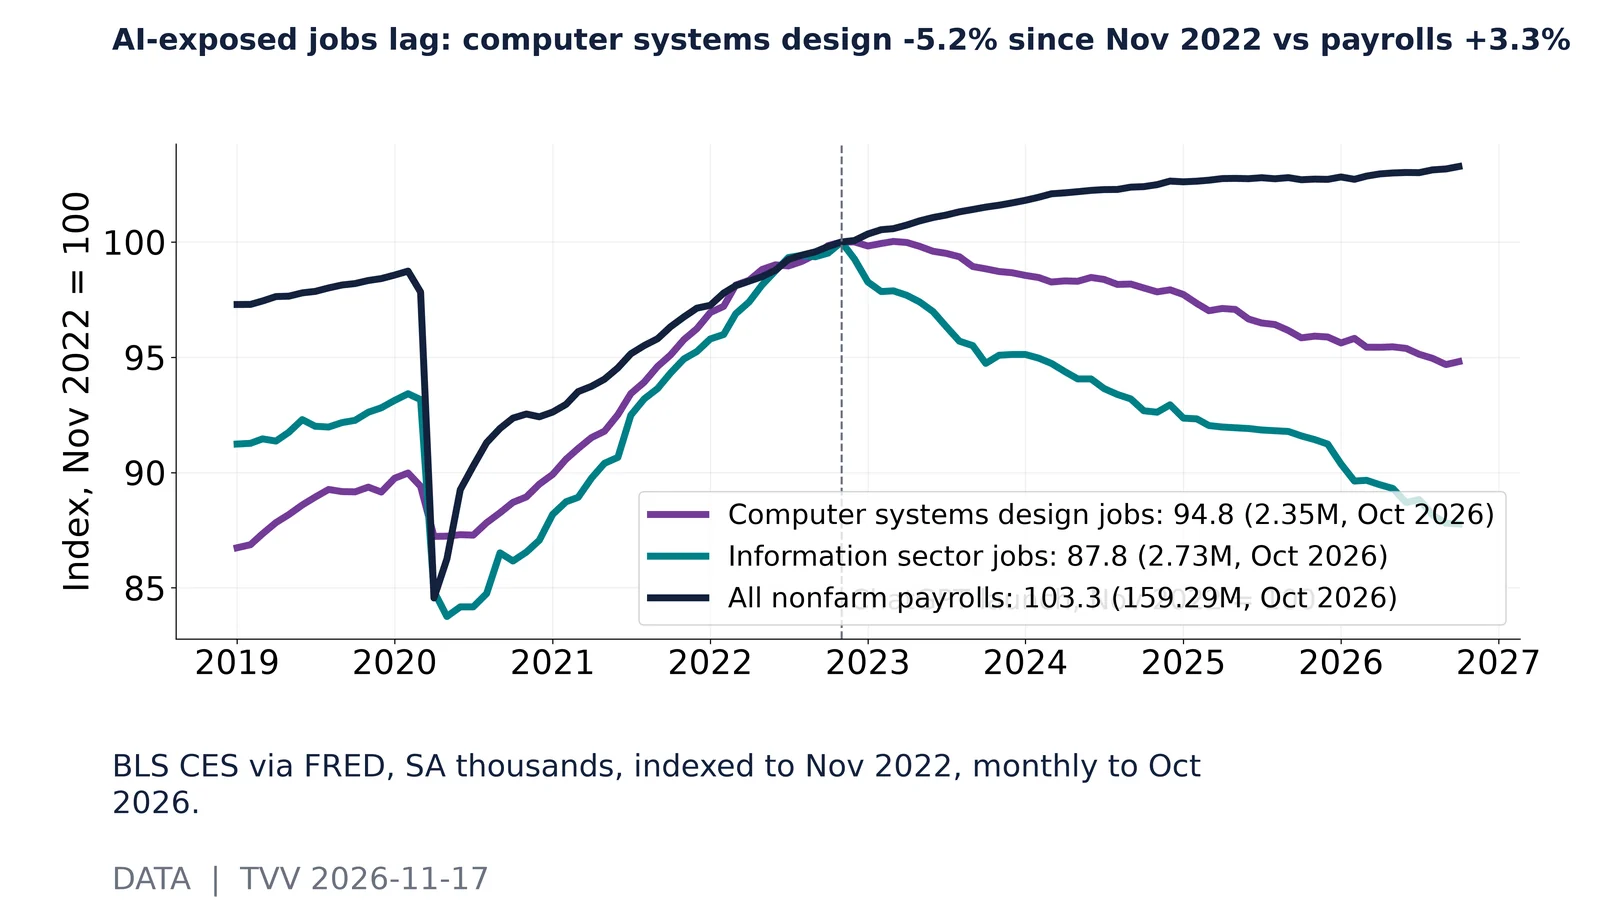 AI-exposed jobs lag: computer systems design -5.2% since Nov 2022 vs payrolls +3.3%
Index, Nov 2022 = 100
100
95
90
85
Computer systems design jobs: 94.8 (2.35M, Oct 2026)
Information sector jobs: 87.8 (2.73M, Oct 2026)
All nonfarm payrolls: 103.3 (159.29M, Oct 2026)
2019 2020 2021 2022 2023 2024 2025 2026 2027
BLS CES via FRED, SA thousands, indexed to Nov 2022, monthly to Oct
2026.
DATA | TVV 2026-11-17